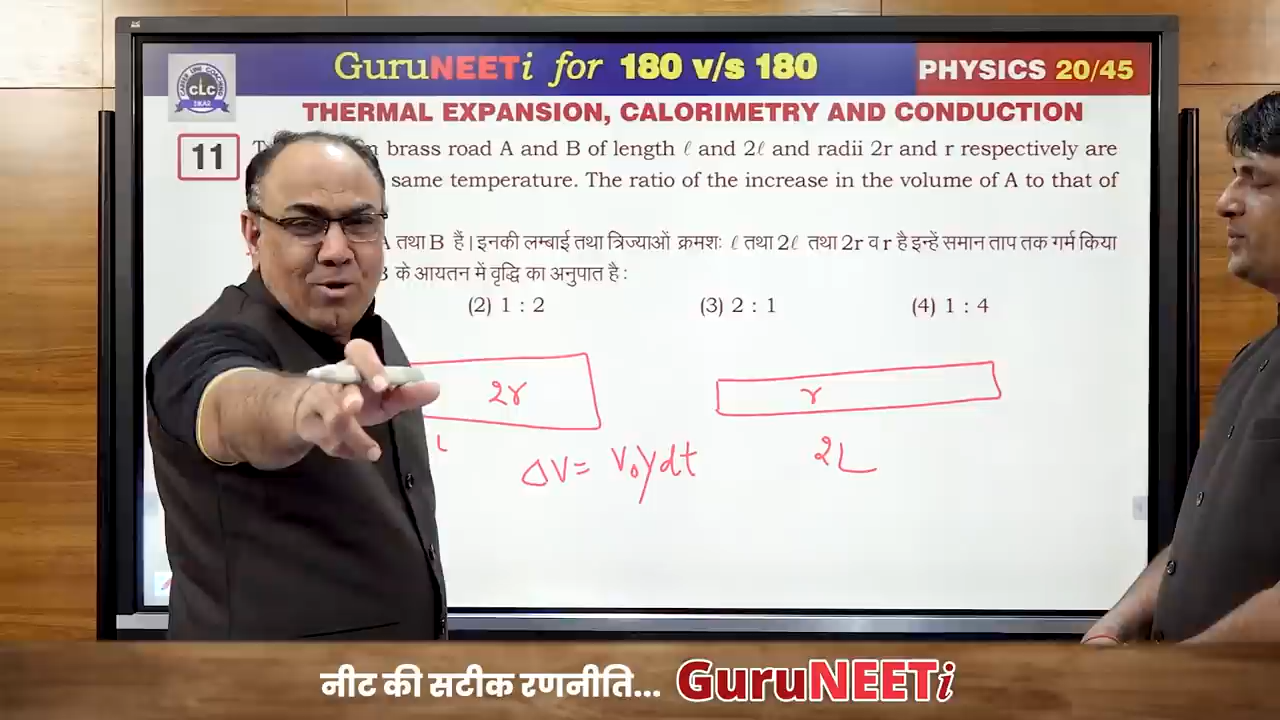 GuruNEETi for 180 v/s 180
PHYSICS 20/45
CLC
SIKAR
THERMAL EXPANSION, CALORIMETRY AND CONDUCTION
11
brass road A and B of length ℓ and 2ℓ and radii 2r and r respectively are
same temperature. The ratio of the increase in the volume of A to that of
A तथा B हैं। इनकी लम्बाई तथा त्रिज्याओं क्रमशः ℓ तथा 2ℓ तथा 2r व r है इन्हें समान ताप तक गर्म किया
के आयतन में वृद्धि का अनुपात है :
(2) 1 : 2 (3) 2 : 1 (4) 1 : 4
2r
r
L
2L
ΔV = V₀γdt
नीट की सटीक रणनीति... GuruNEETi